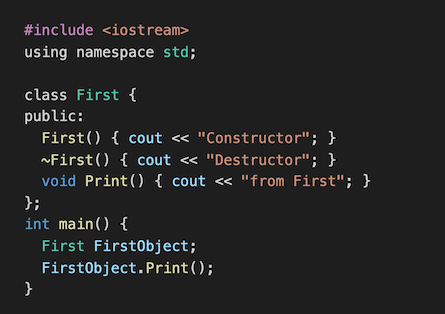 #include <iostream>
using namespace std;

class First {
public:
  First() { cout << "Constructor"; }
  ~First() { cout << "Destructor"; }
  void Print() { cout << "from First"; }
};
int main() {
  First FirstObject;
  FirstObject.Print();
}